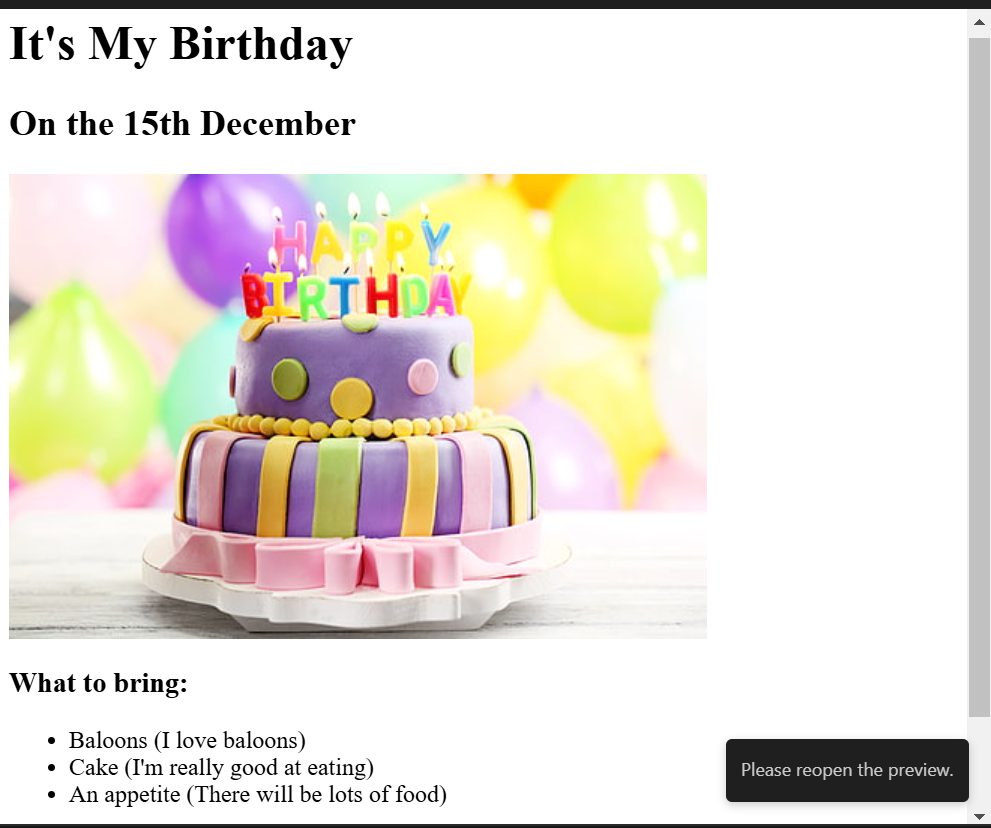 It's My Birthday
On the 15th December
HAPPY
BIRTHDAY
What to bring:
Baloons (I love baloons)
Cake (I'm really good at eating)
An appetite (There will be lots of food)
Please reopen the preview.